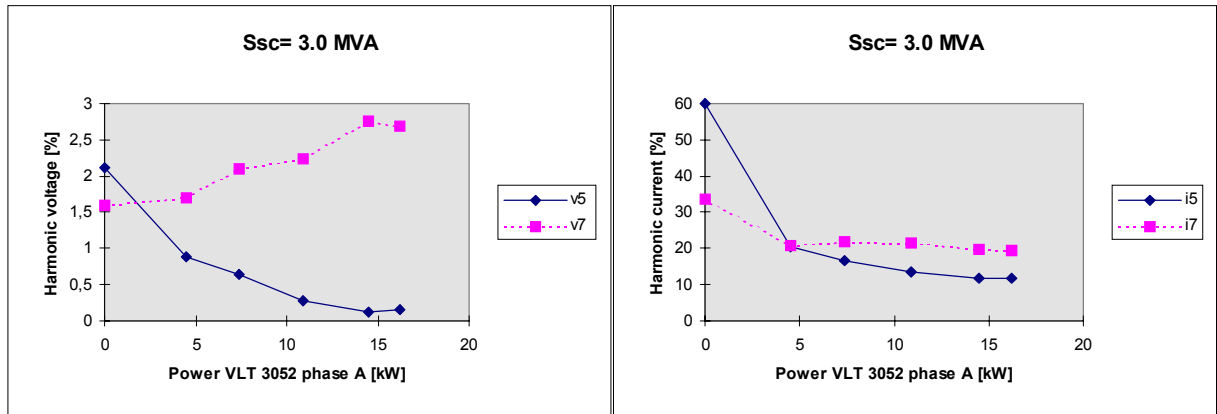 Ssc= 3.0 MVA
Harmonic voltage [%]
3
2,5
2
1,5
1
0,5
0
0
5
10
15
20
Power VLT 3052 phase A [kW]
v5
v7
Ssc= 3.0 MVA
Harmonic current [%]
60
50
40
30
20
10
0
0
5
10
15
20
Power VLT 3052 phase A [kW]
i5
i7